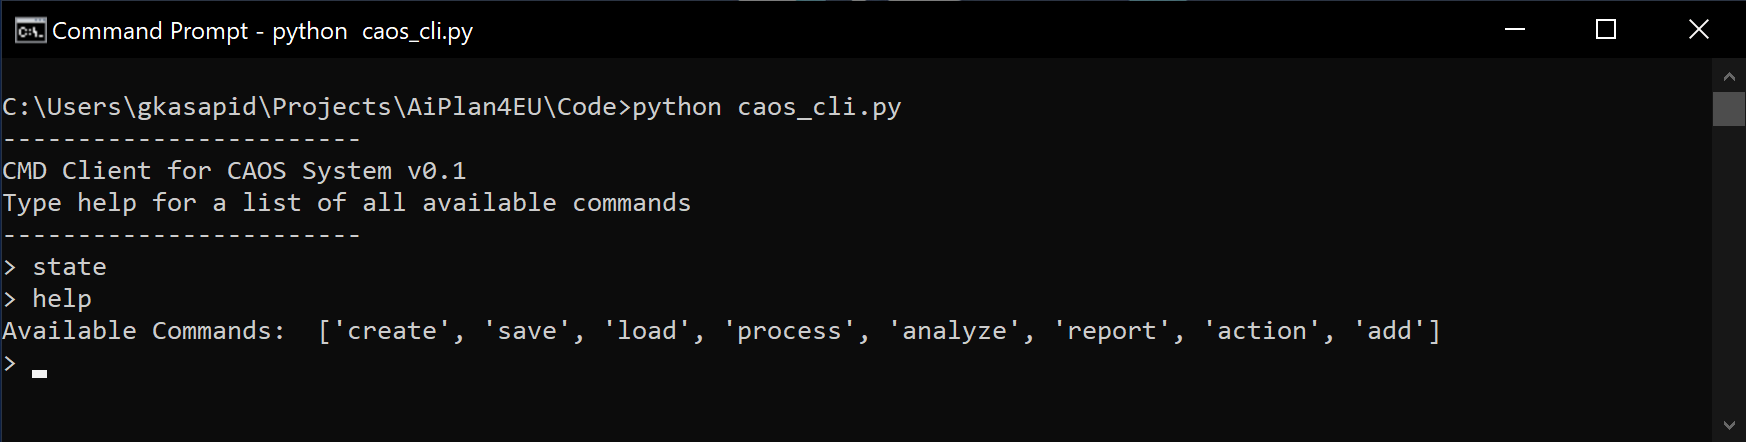 Command Prompt - python  caos_cli.py
C:\Users\gkasapid\Projects\AiPlan4EU\Code>python caos_cli.py
------------------------
CMD Client for CAOS System v0.1
Type help for a list of all available commands
------------------------
> state
> help
Available Commands:  ['create', 'save', 'load', 'process', 'analyze', 'report', 'action', 'add']
>